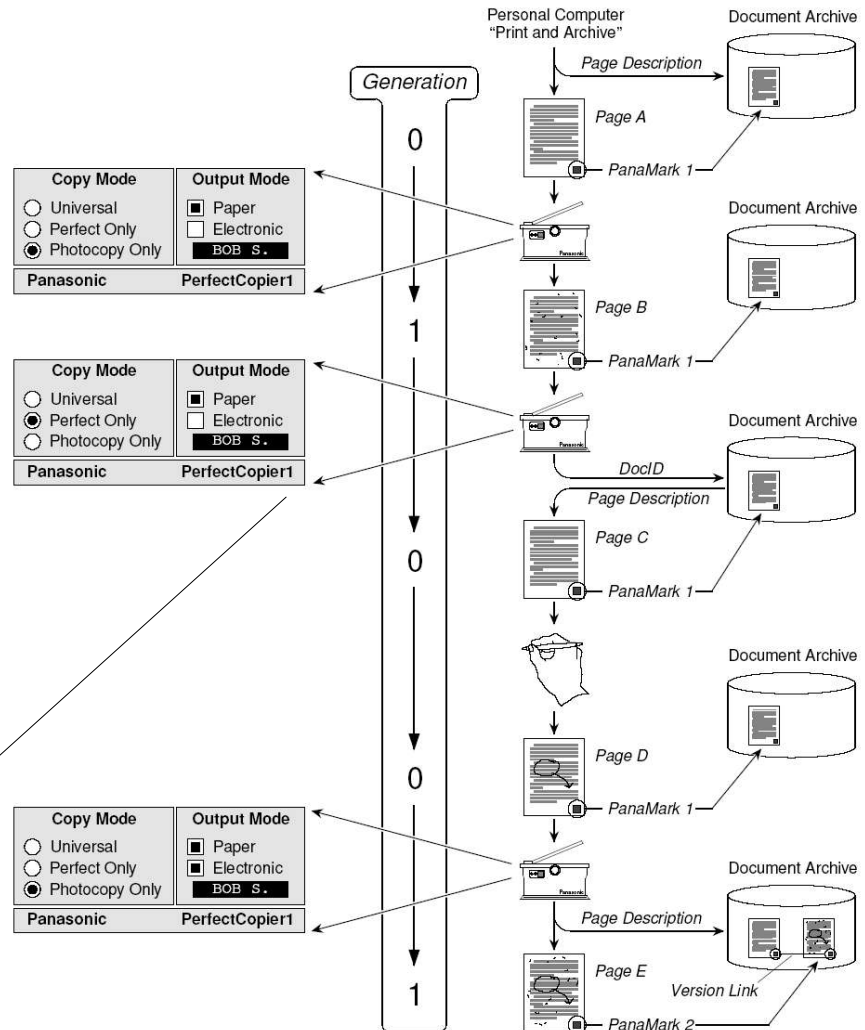 Personal Computer
“Print and Archive”
Document Archive
Page Description
Generation
Page A
0
PanaMark 1
Copy Mode
Output Mode
Universal
Paper
Perfect Only
Electronic
Photocopy Only
BOB S.
Panasonic
PerfectCopier1
Panasonic
Document Archive
Page B
1
PanaMark 1
Copy Mode
Output Mode
Universal
Paper
Perfect Only
Electronic
Photocopy Only
BOB S.
Panasonic
PerfectCopier1
Panasonic
Document Archive
DocID
Page Description
Page C
0
PanaMark 1
Document Archive
Page D
0
PanaMark 1
Copy Mode
Output Mode
Universal
Paper
Perfect Only
Electronic
Photocopy Only
BOB S.
Panasonic
PerfectCopier1
Panasonic
Document Archive
Page Description
Page E
Version Link
1
PanaMark 2